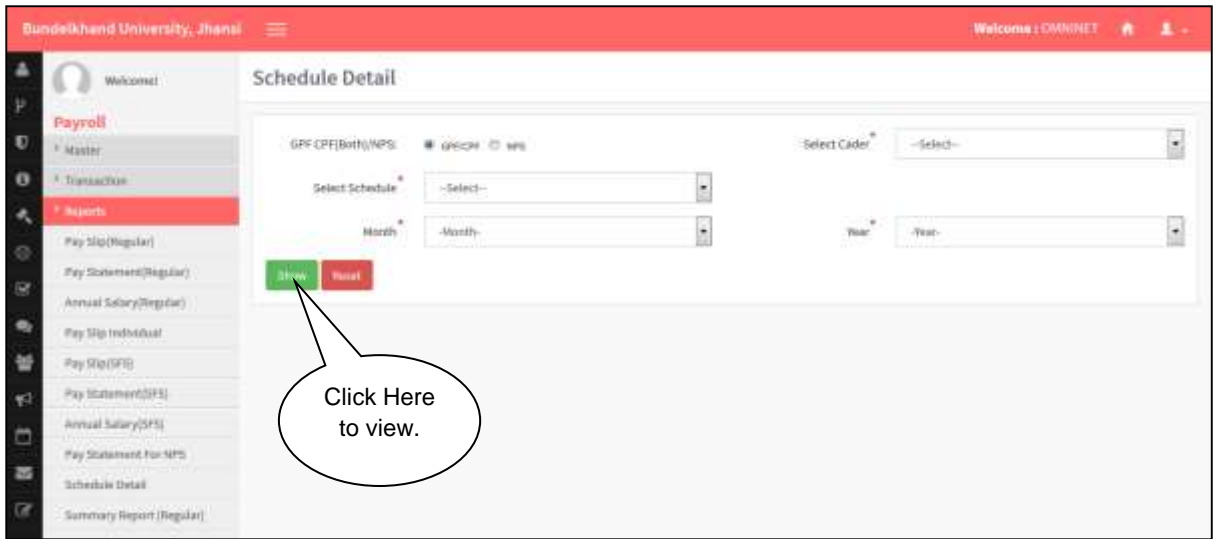 Bundelkhand University, Jhansi
Welcome : OMNINET
Welcome!
Payroll
Master
Transaction
Reports
Pay Slip(Regular)
Pay Statement(Regular)
Annual Salary(Regular)
Pay Slip Individual
Pay Slip(SFS)
Pay Statement(SFS)
Annual Salary(SFS)
Pay Statement For NPS
Schedule Detail
Summary Report (Regular)
Schedule Detail
GPF CPF(Both)/NPS: GPF/CPF NPS
Select Cader* --Select--
Select Schedule* --Select--
Month* -Month-
Year* -Year-
Show Reset
Click Here
to view.